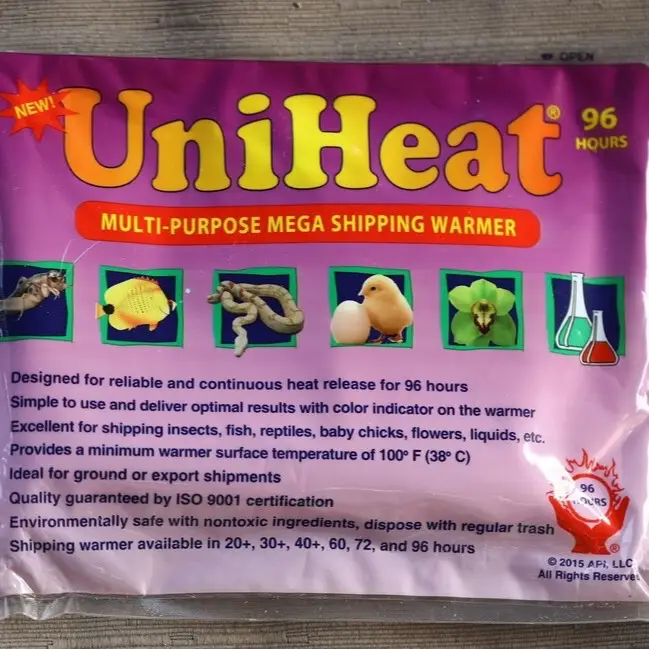 OPEN
NEW!
UniHeat®
96
HOURS
MULTI-PURPOSE MEGA SHIPPING WARMER
Designed for reliable and continuous heat release for 96 hours
Simple to use and deliver optimal results with color indicator on the warmer
Excellent for shipping insects, fish, reptiles, baby chicks, flowers, liquids, etc.
Provides a minimum warmer surface temperature of 100° F (38° C)
Ideal for ground or export shipments
Quality guaranteed by ISO 9001 certification
Environmentally safe with nontoxic ingredients, dispose with regular trash
Shipping warmer available in 20+, 30+, 40+, 60, 72, and 96 hours
96
HOURS
®
© 2015 API, LLC
All Rights Reserve